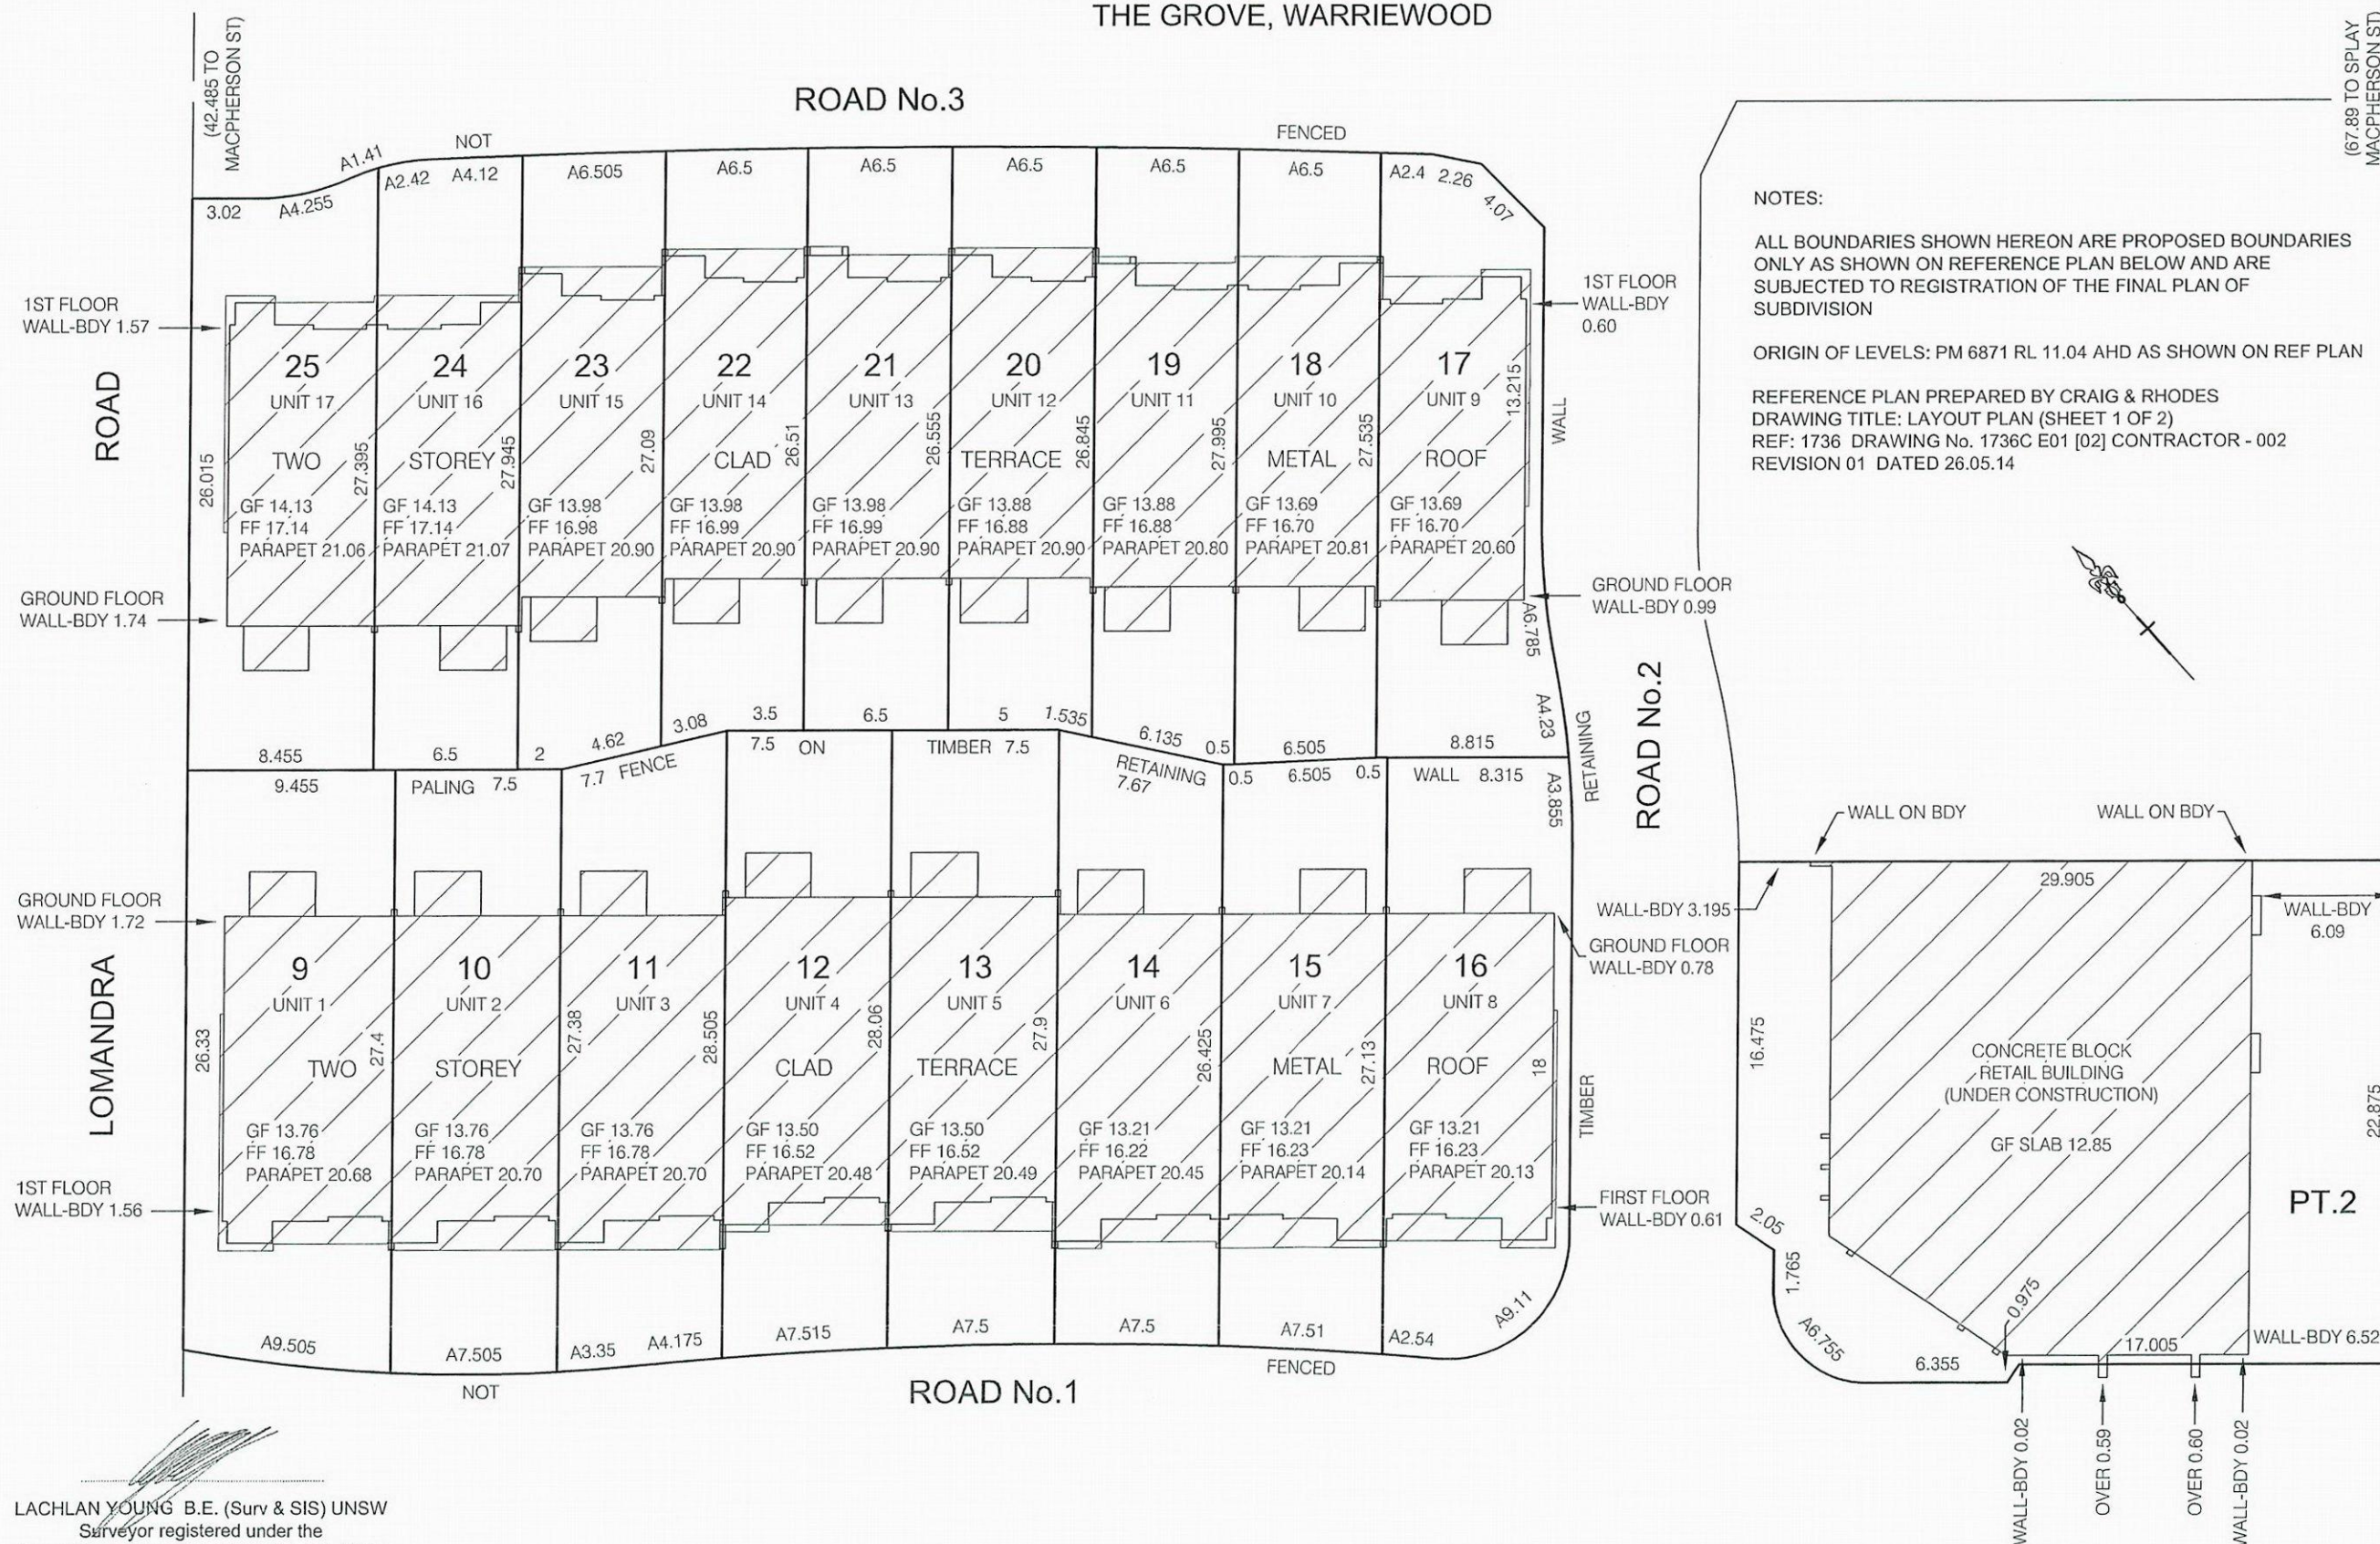 THE GROVE, WARRIEWOOD
(42.485 TO
MACPHERSON ST)
(67.89 TO SPLAY
MACPHERSON ST)
ROAD No.3
NOT
FENCED
3.02
A4.255
A1.41
A2.42
A4.12
A6.505
A6.5
A6.5
A6.5
A6.5
A6.5
A2.4
2.26
4.07
1ST FLOOR
WALL-BDY 1.57
1ST FLOOR
WALL-BDY
0.60
ROAD
25
UNIT 17
TWO
GF 14.13
FF 17.14
PARAPET 21.06
26.015
27.395
24
UNIT 16
STOREY
GF 14.13
FF 17.14
PARAPET 21.07
27.945
23
UNIT 15
GF 13.98
FF 16.98
PARAPET 20.90
27.09
22
UNIT 14
CLAD
GF 13.98
FF 16.99
PARAPET 20.90
26.51
21
UNIT 13
GF 13.98
FF 16.99
PARAPET 20.90
26.555
20
UNIT 12
TERRACE
GF 13.88
FF 16.88
PARAPET 20.90
26.845
19
UNIT 11
GF 13.88
FF 16.88
PARAPET 20.80
27.995
18
UNIT 10
METAL
GF 13.69
FF 16.70
PARAPET 20.81
27.535
17
UNIT 9
ROOF
GF 13.69
FF 16.70
PARAPET 20.60
13.215
WALL
GROUND FLOOR
WALL-BDY 1.74
GROUND FLOOR
WALL-BDY 0.99
A6.785
A4.23
RETAINING
ROAD No.2
8.455
6.5
2
4.62
3.08
3.5
6.5
5
1.535
6.135
0.5
6.505
8.815
9.455
PALING
7.5
7.7
FENCE
7.5
ON
TIMBER
7.5
RETAINING
7.67
0.5
6.505
0.5
WALL
8.315
A3.855
GROUND FLOOR
WALL-BDY 1.72
GROUND FLOOR
WALL-BDY 0.78
LOMANDRA
9
UNIT 1
TWO
GF 13.76
FF 16.78
PARAPET 20.68
26.33
27.4
10
UNIT 2
STOREY
GF 13.76
FF 16.78
PARAPET 20.70
27.38
11
UNIT 3
GF 13.76
FF 16.78
PARAPET 20.70
28.505
12
UNIT 4
CLAD
GF 13.50
FF 16.52
PARAPET 20.48
28.06
13
UNIT 5
TERRACE
GF 13.50
FF 16.52
PARAPET 20.49
27.9
14
UNIT 6
GF 13.21
FF 16.22
PARAPET 20.45
26.425
15
UNIT 7
METAL
GF 13.21
FF 16.23
PARAPET 20.14
27.13
16
UNIT 8
ROOF
GF 13.21
FF 16.23
PARAPET 20.13
18
TIMBER
1ST FLOOR
WALL-BDY 1.56
FIRST FLOOR
WALL-BDY 0.61
A9.505
A7.505
A3.35
A4.175
A7.515
A7.5
A7.5
A7.51
A2.54
A9.11
NOT
FENCED
ROAD No.1
NOTES:
ALL BOUNDARIES SHOWN HEREON ARE PROPOSED BOUNDARIES
ONLY AS SHOWN ON REFERENCE PLAN BELOW AND ARE
SUBJECTED TO REGISTRATION OF THE FINAL PLAN OF
SUBDIVISION
ORIGIN OF LEVELS: PM 6871 RL 11.04 AHD AS SHOWN ON REF PLAN
REFERENCE PLAN PREPARED BY CRAIG & RHODES
DRAWING TITLE: LAYOUT PLAN (SHEET 1 OF 2)
REF: 1736 DRAWING No. 1736C E01 [02] CONTRACTOR - 002
REVISION 01 DATED 26.05.14
WALL ON BDY
WALL ON BDY
29.905
WALL-BDY 3.195
WALL-BDY
6.09
16.475
CONCRETE BLOCK
RETAIL BUILDING
(UNDER CONSTRUCTION)
GF SLAB 12.85
22.875
PT.2
2.05
1.765
A6.755
6.355
0.975
17.005
WALL-BDY 6.52
WALL-BDY 0.02
OVER 0.59
OVER 0.60
WALL-BDY 0.02
LACHLAN YOUNG B.E. (Surv & SIS) UNSW
Surveyor registered under the